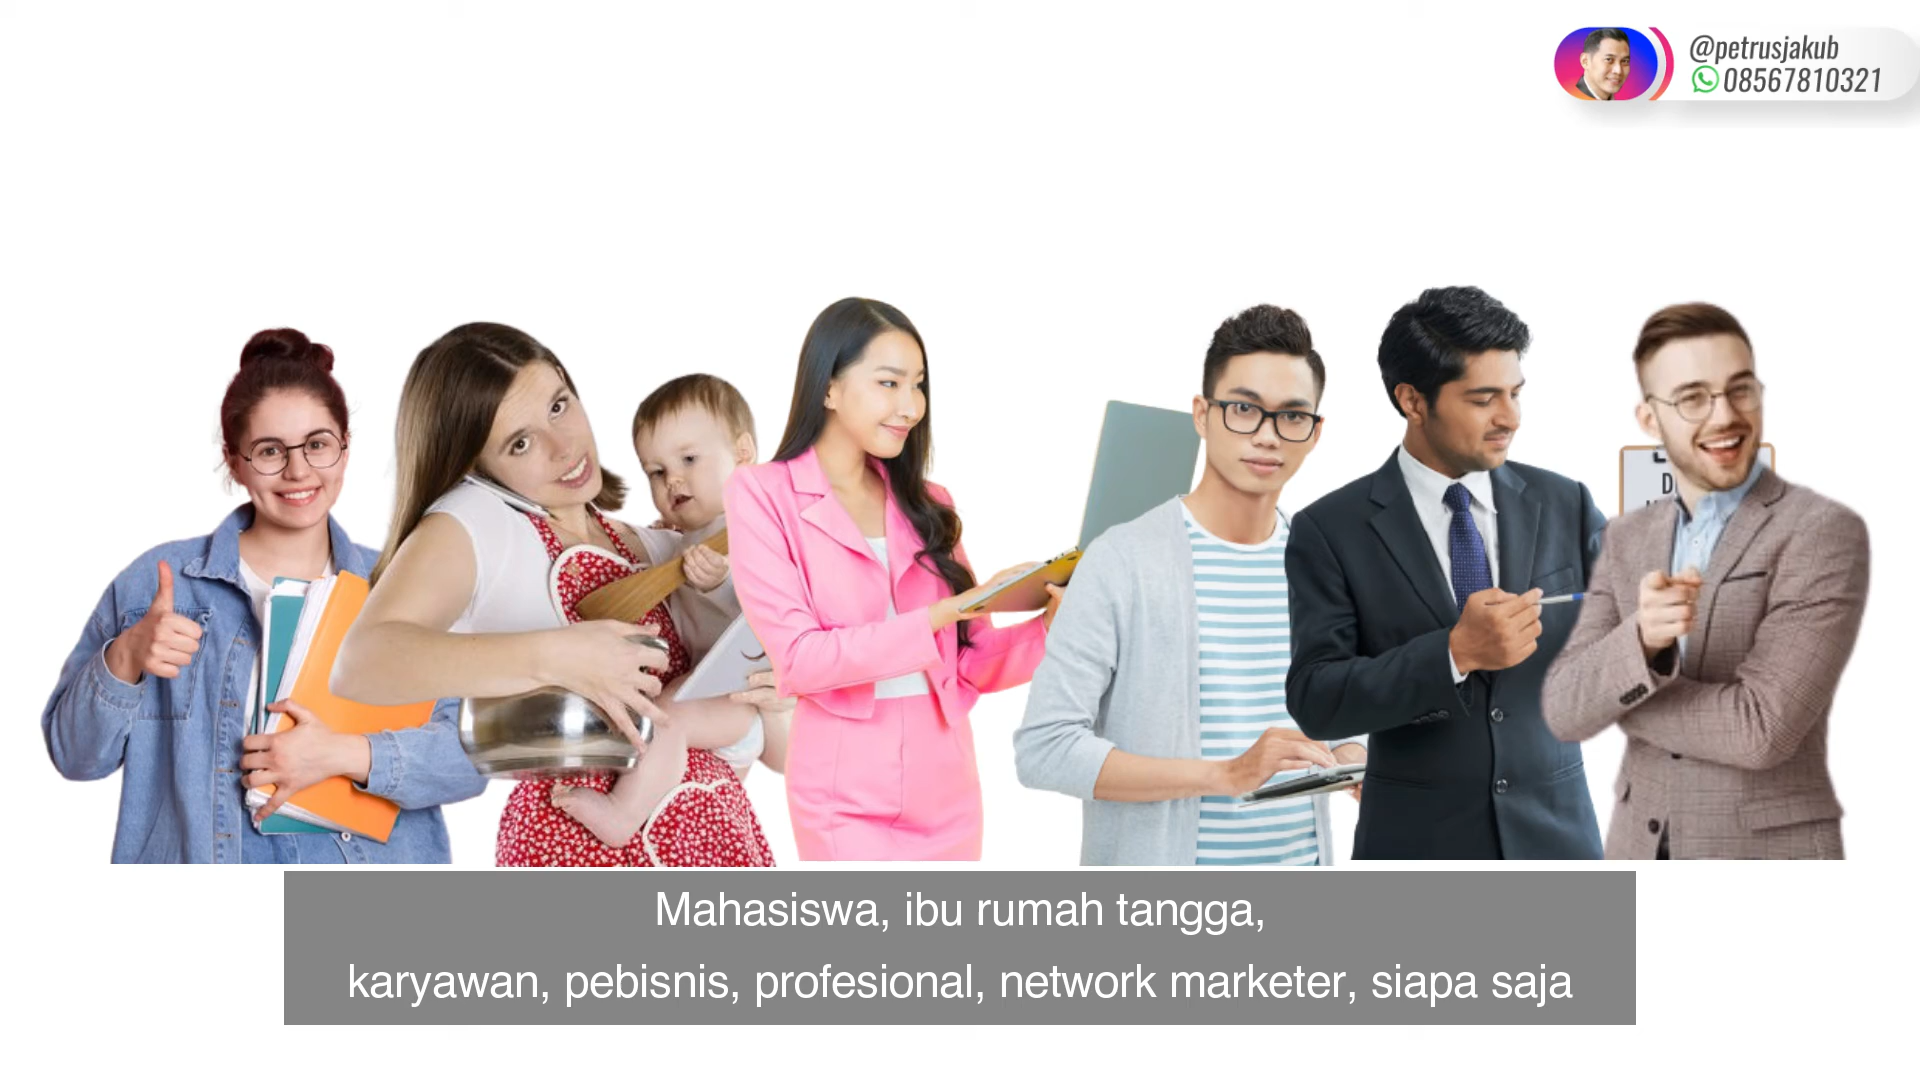 @petrusjakub
08567810321
D
Mahasiswa, ibu rumah tangga,
karyawan, pebisnis, profesional, network marketer, siapa saja